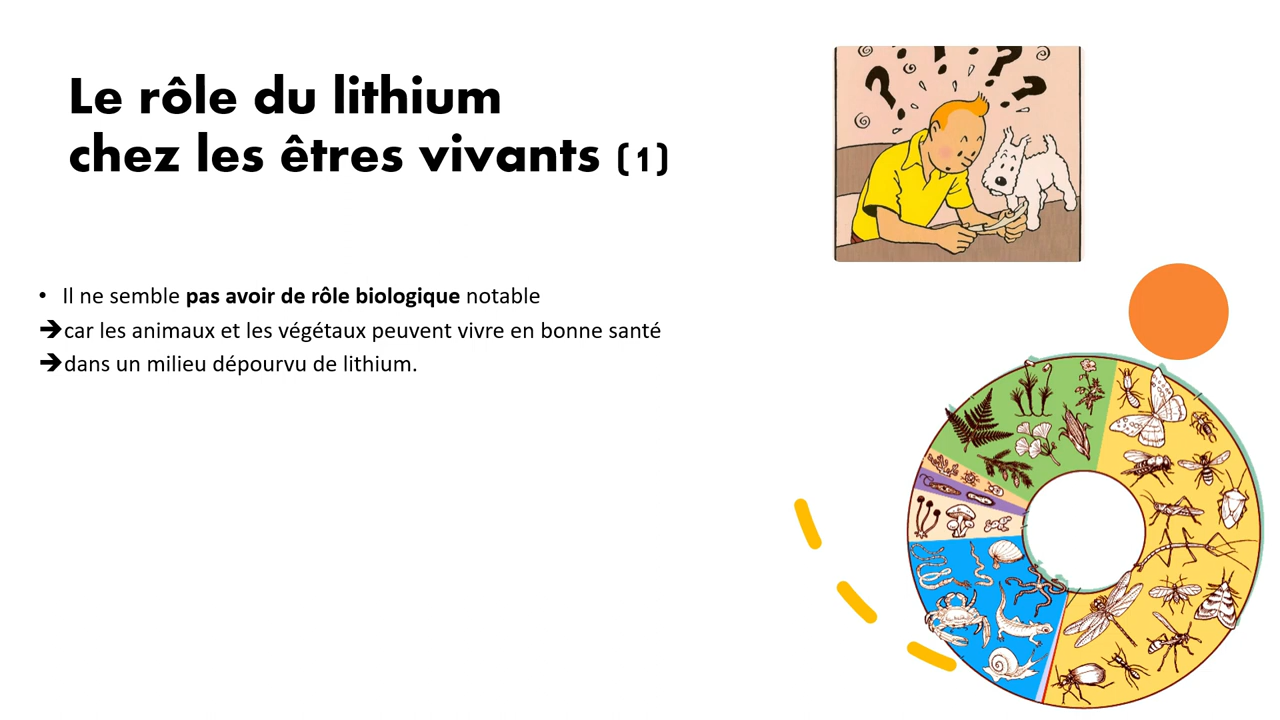 Le rôle du lithium
chez les êtres vivants (1)
• Il ne semble pas avoir de rôle biologique notable
➔car les animaux et les végétaux peuvent vivre en bonne santé
➔dans un milieu dépourvu de lithium.
? ? ? ?